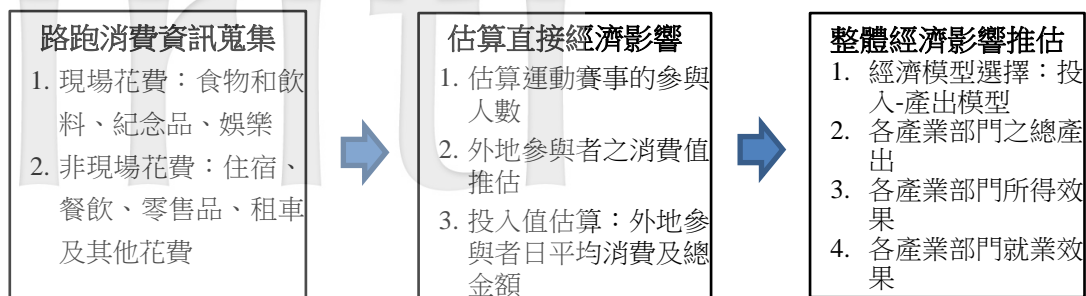 路跑消費資訊蒐集
1. 現場花費：食物和飲
料、紀念品、娛樂
2. 非現場花費：住宿、
餐飲、零售品、租車
及其他花費
估算直接經濟影響
1. 估算運動賽事的參與
人數
2. 外地參與者之消費值
推估
3. 投入值估算：外地參
與者日平均消費及總
金額
整體經濟影響推估
1. 經濟模型選擇：投
入-產出模型
2. 各產業部門之總產
出
3. 各產業部門所得效
果
4. 各產業部門就業效
果